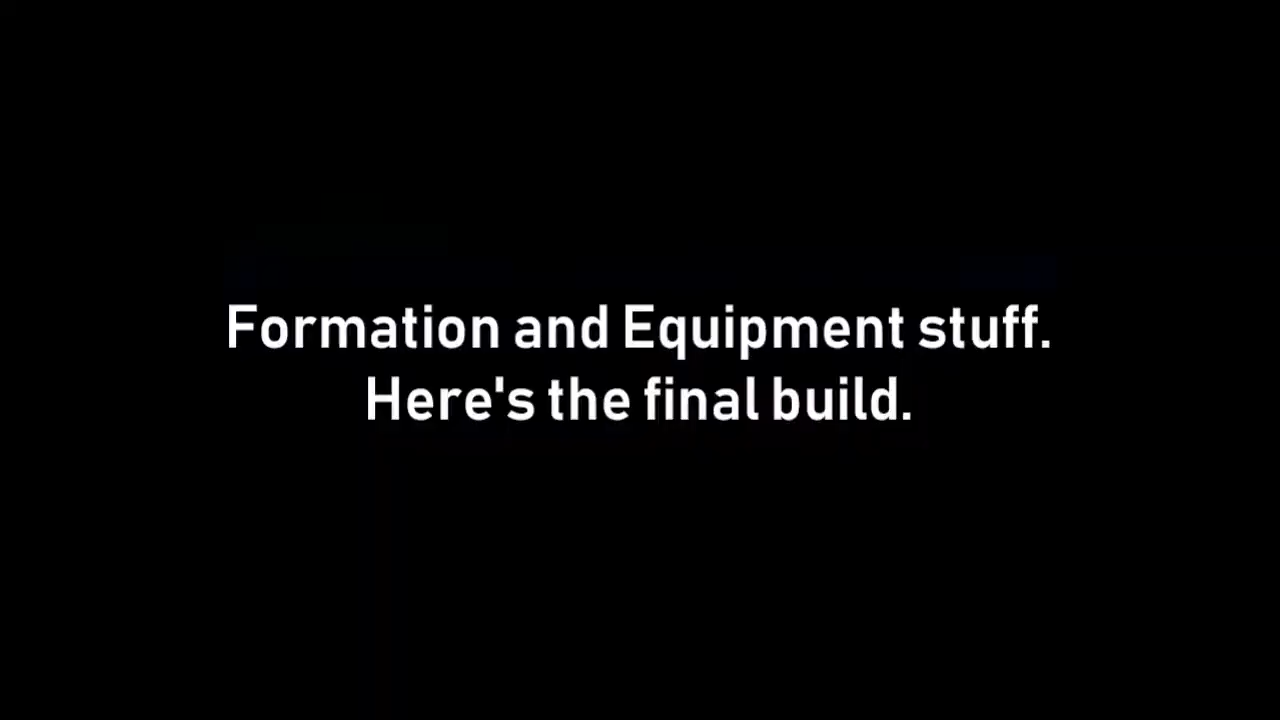 Formation and Equipment stuff.
Here's the final build.